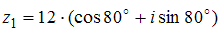 z₁ = 12 · (cos 80° + i sin 80°)